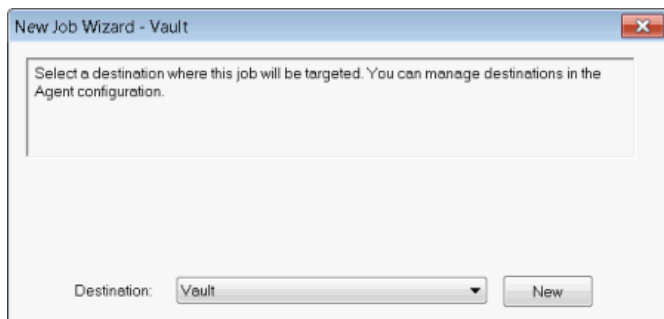 New Job Wizard - Vault
Select a destination where this job will be targeted. You can manage destinations in the
Agent configuration.
Destination: Vault New